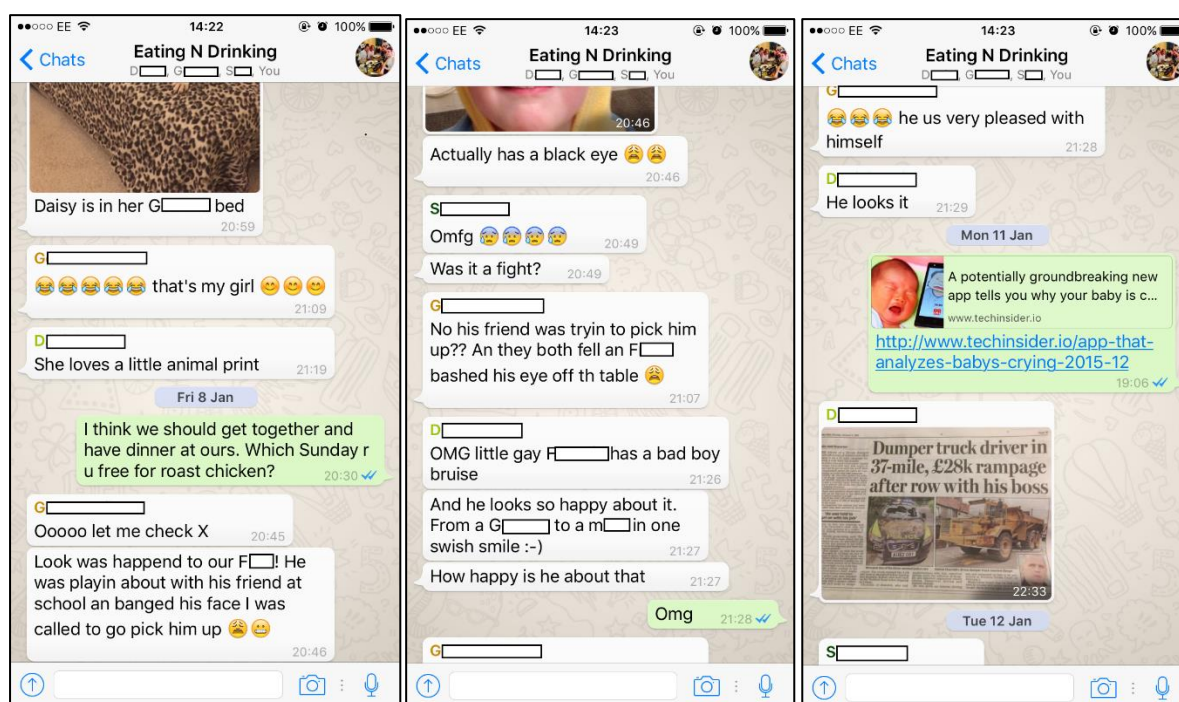 EE 14:22 100%
Chats Eating N Drinking
D, G, S, You
Daisy is in her G bed
20:59
G
😂😂😂😂😂 that's my girl 😊😊😊
21:09
D
She loves a little animal print 21:19
Fri 8 Jan
I think we should get together and
have dinner at ours. Which Sunday r
u free for roast chicken? 20:30
G
Ooooo let me check X 20:45
Look was happend to our F! He
was playin about with his friend at
school an banged his face I was
called to go pick him up 😩😬
20:46
EE 14:23 100%
Chats Eating N Drinking
D, G, S, You
20:46
Actually has a black eye 😩😩
20:46
S
Omfg 😰😰😰😰 20:49
Was it a fight? 20:49
G
No his friend was tryin to pick him
up?? An they both fell an F
bashed his eye off th table 😩
21:07
D
OMG little gay F has a bad boy
bruise 21:26
And he looks so happy about it.
From a G to a m in one
swish smile :-) 21:27
How happy is he about that 21:27
Omg 21:28
G
EE 14:23 100%
Chats Eating N Drinking
D, G, S, You
G
😂😂😂 he us very pleased with
himself 21:28
D
He looks it 21:29
Mon 11 Jan
A potentially groundbreaking new
app tells you why your baby is c...
www.techinsider.io
http://www.techinsider.io/app-that-
analyzes-babys-crying-2015-12
19:06
D
Dumper truck driver in
37-mile, £28k rampage
after row with his boss
22:33
Tue 12 Jan
S